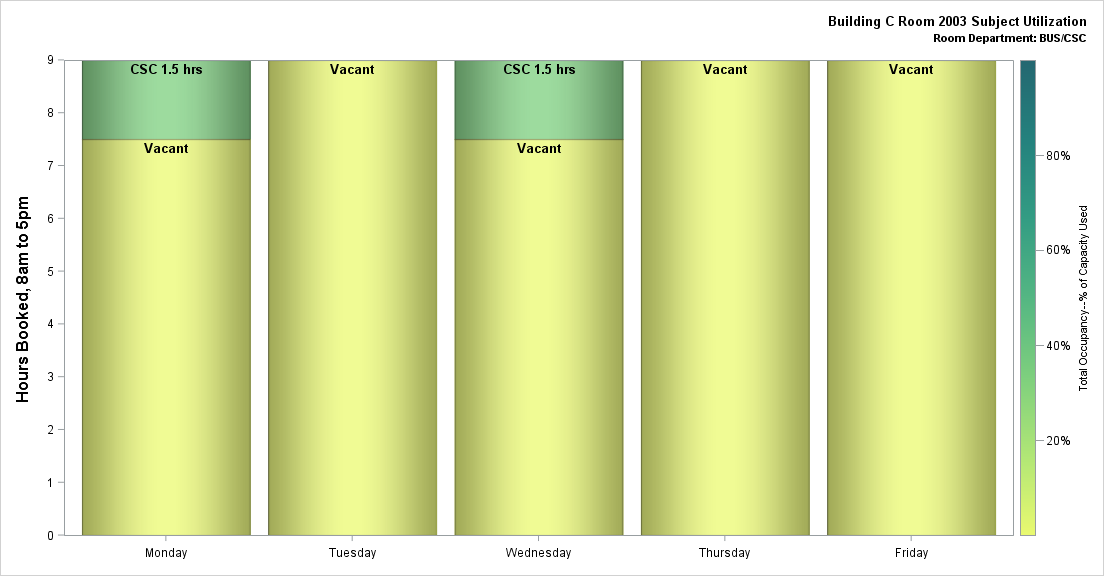 Building C Room 2003 Subject Utilization
Room Department: BUS/CSC
Hours Booked, 8am to 5pm
9
8
7
6
5
4
3
2
1
0
CSC 1.5 hrs
Vacant
Vacant
CSC 1.5 hrs
Vacant
Vacant
Vacant
Monday
Tuesday
Wednesday
Thursday
Friday
80%
60%
40%
20%
Total Occupancy--% of Capacity Used